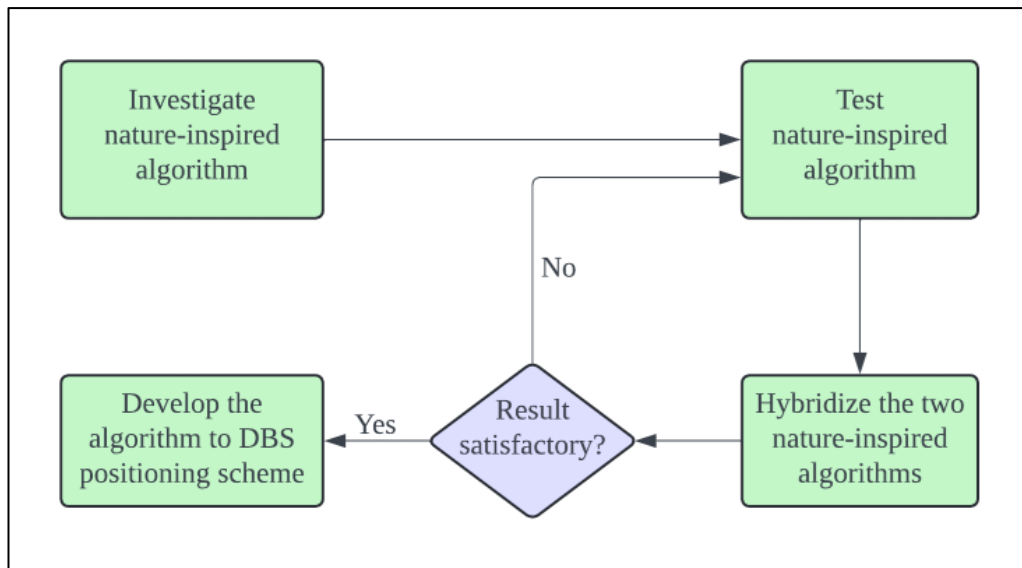 Investigate
nature-inspired
algorithm
Test
nature-inspired
algorithm
No
Develop the
algorithm to DBS
positioning scheme
Yes
Result
satisfactory?
Hybridize the two
nature-inspired
algorithms